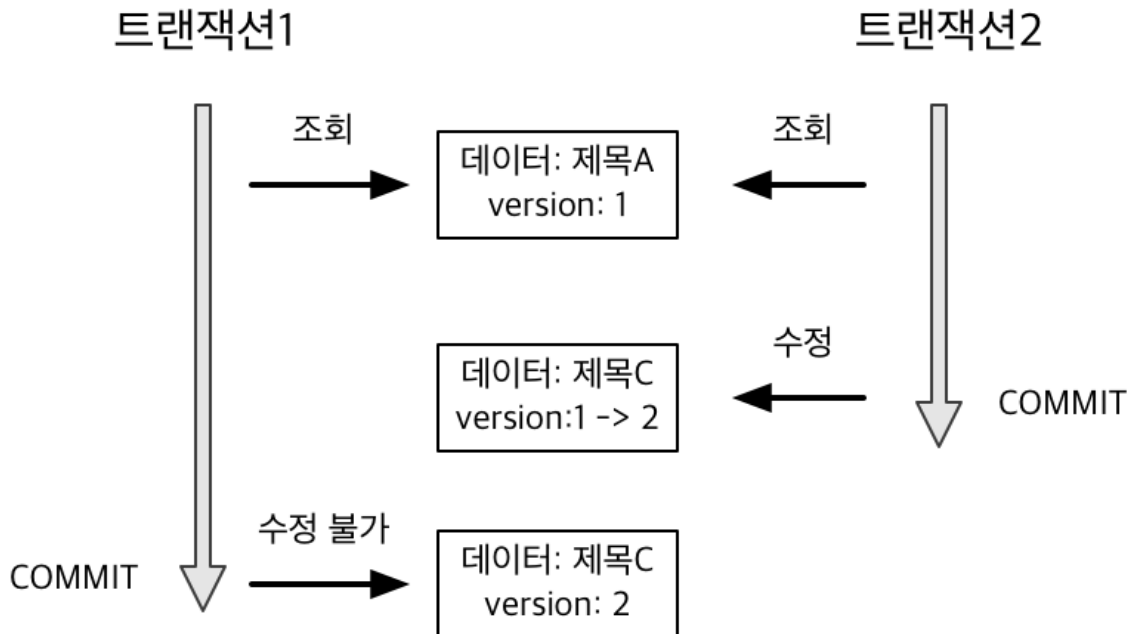 트랜잭션1
트랜잭션2
조회
데이터: 제목A
version: 1
조회
데이터: 제목C
version:1 -> 2
수정
COMMIT
수정 불가
COMMIT
데이터: 제목C
version: 2